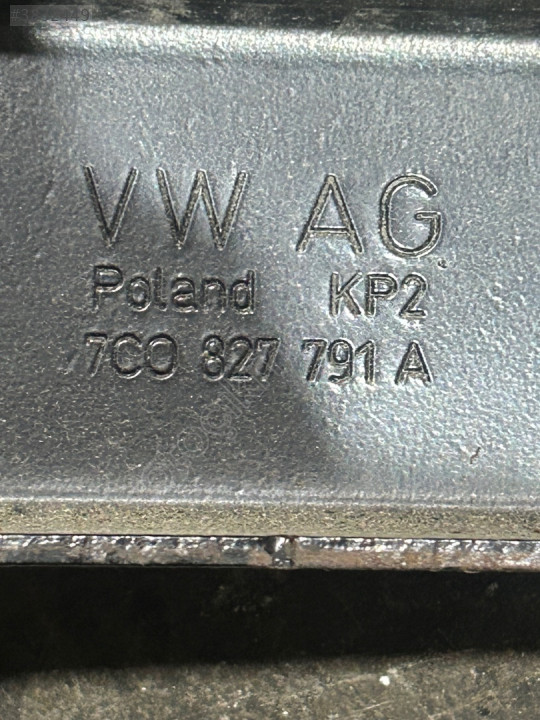 VW AG
Poland KP2
7C0 827 791 A